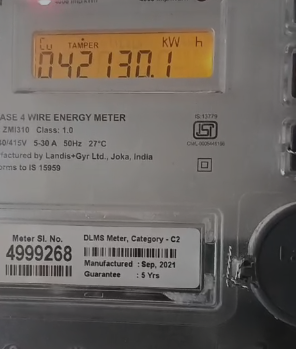 Cu TAMPER kW h
042130.1
ASE 4 WIRE ENERGY METER
ZMI310 Class: 1.0
40/415V 5-30 A 50Hz 27°C
factured by Landis+Gyr Ltd., Joka, India
orms to IS 15959
IS 13779
ISI
Meter Sl. No.
4999268
DLMS Meter, Category - C2
Manufactured : Sep, 2021
Guarantee : 5 Yrs